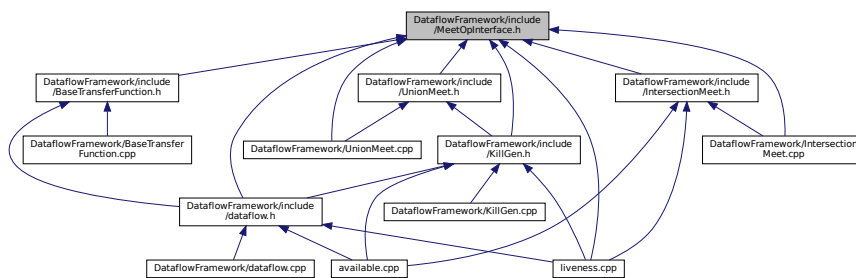 DataflowFramework/include
/MeetOpInterface.h
DataflowFramework/include
/BaseTransferFunction.h
DataflowFramework/include
/UnionMeet.h
DataflowFramework/include
/IntersectionMeet.h
DataflowFramework/BaseTransfer
Function.cpp
DataflowFramework/UnionMeet.cpp
DataflowFramework/include
/KillGen.h
DataflowFramework/Intersection
Meet.cpp
DataflowFramework/include
/dataflow.h
DataflowFramework/KillGen.cpp
DataflowFramework/dataflow.cpp
available.cpp
liveness.cpp